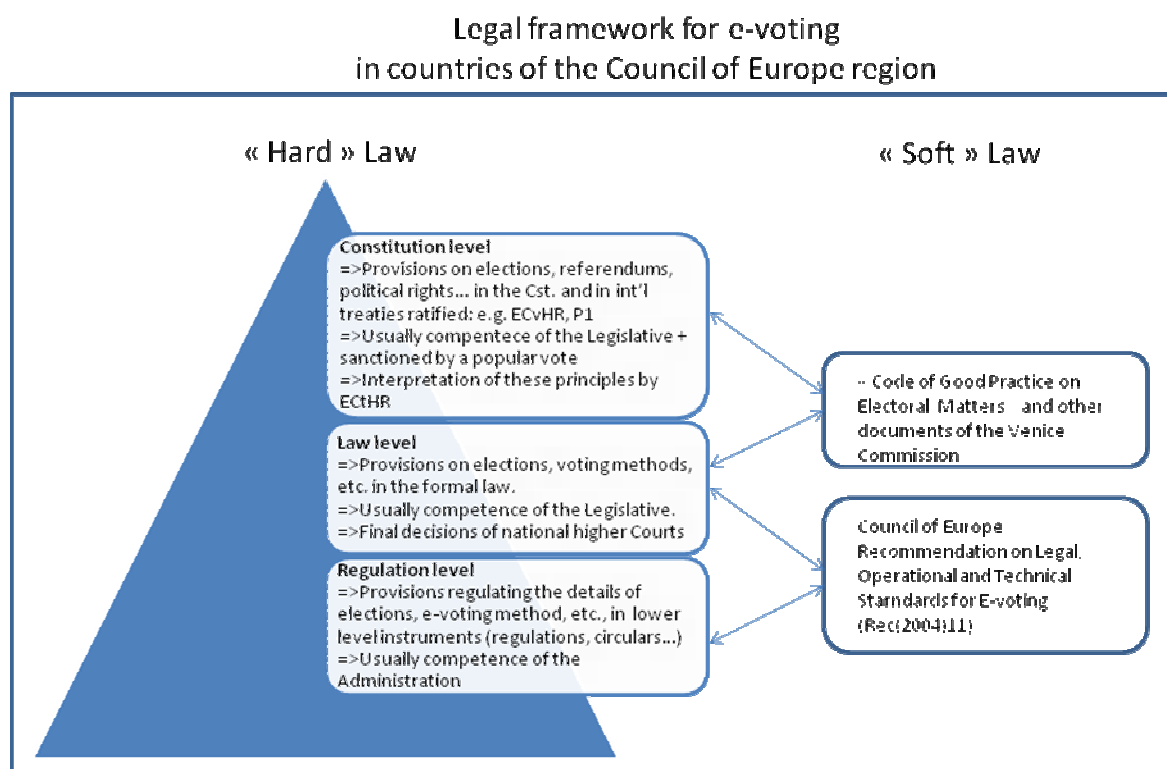 Legal framework for e-voting
in countries of the Council of Europe region
« Hard » Law
« Soft » Law
Constitution level
=>Provisions on elections, referendums,
political rights... in the Cst. and in int'l
treaties ratified: e.g. ECvHR, P1
=>Usually compentece of the Legislative +
sanctioned by a popular vote
=>Interpretation of these principles by
ECtHR
Law level
=>Provisions on elections, voting methods,
etc. in the formal law.
=>Usually competence of the Legislative.
=>Final decisions of national higher Courts
Regulation level
=>Provisions regulating the details of
elections, e-voting method, etc., in lower
level instruments (regulations, circulars...)
=>Usually competence of the
Administration
-- Code of Good Practice on
Electoral Matters and other
documents of the Venice
Commission
Council of Europe
Recommendation on Legal,
Operational and Technical
Starndards for E-voting
(Rec(2004)11)